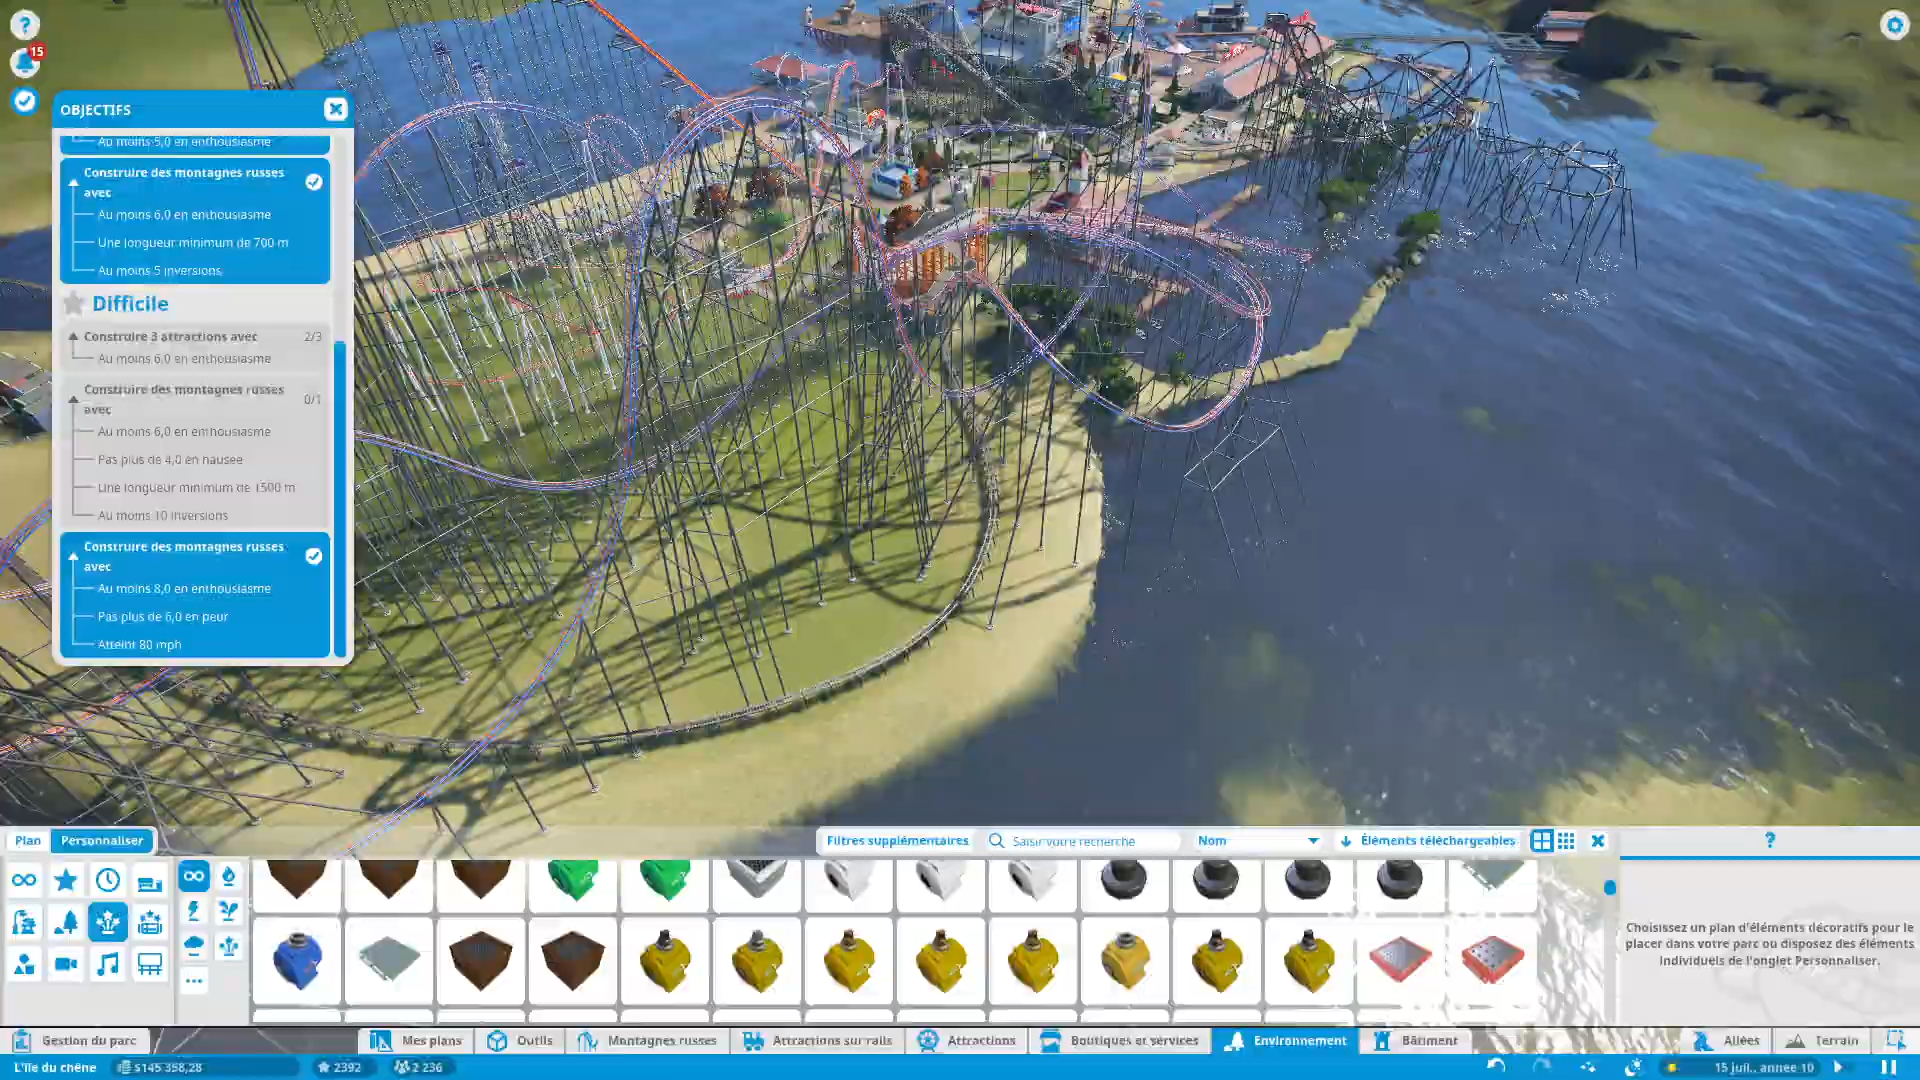 15
OBJECTIFS
Au moins 5,0 en enthousiasme
Construire des montagnes russes
avec
Au moins 6,0 en enthousiasme
Une longueur minimum de 700 m
Au moins 5 inversions
Difficile
Construire 3 attractions avec 2/3
Au moins 6,0 en enthousiasme
Construire des montagnes russes
avec 0/1
Au moins 6,0 en enthousiasme
Pas plus de 4,0 en nausée
Une longueur minimum de 1500 m
Au moins 10 inversions
Construire des montagnes russes
avec
Au moins 8,0 en enthousiasme
Pas plus de 6,0 en peur
Atteint 80 mph
Plan Personnaliser Filtres supplémentaires Saisir votre recherche Nom Éléments téléchargeables ?
Choisissez un plan d'éléments décoratifs pour le
placer dans votre parc ou disposez des éléments
individuels de l'onglet Personnaliser.
Gestion du parc Mes plans Outils Montagnes russes Attractions sur rails Attractions Boutiques et services Environnement Bâtiment Allées Terrain
L'île du chêne $145 358,28 2392 2 236 15 juil., année 10